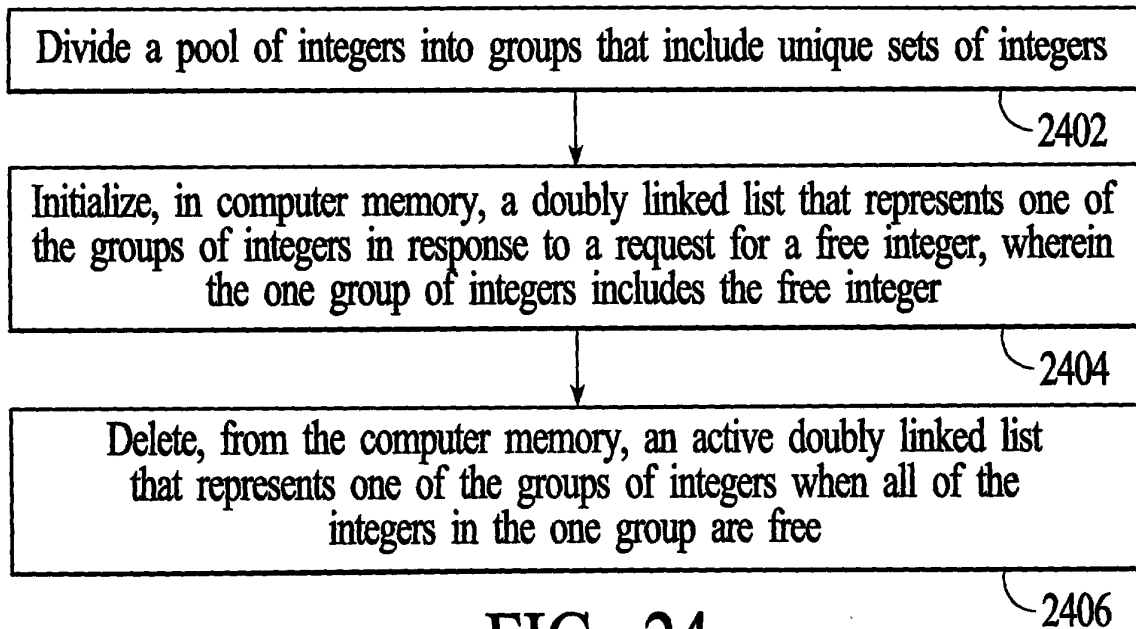 Divide a pool of integers into groups that include unique sets of integers
2402
Initialize, in computer memory, a doubly linked list that represents one of
the groups of integers in response to a request for a free integer, wherein
the one group of integers includes the free integer
2404
Delete, from the computer memory, an active doubly linked list
that represents one of the groups of integers when all of the
integers in the one group are free
2406
FIG. 24